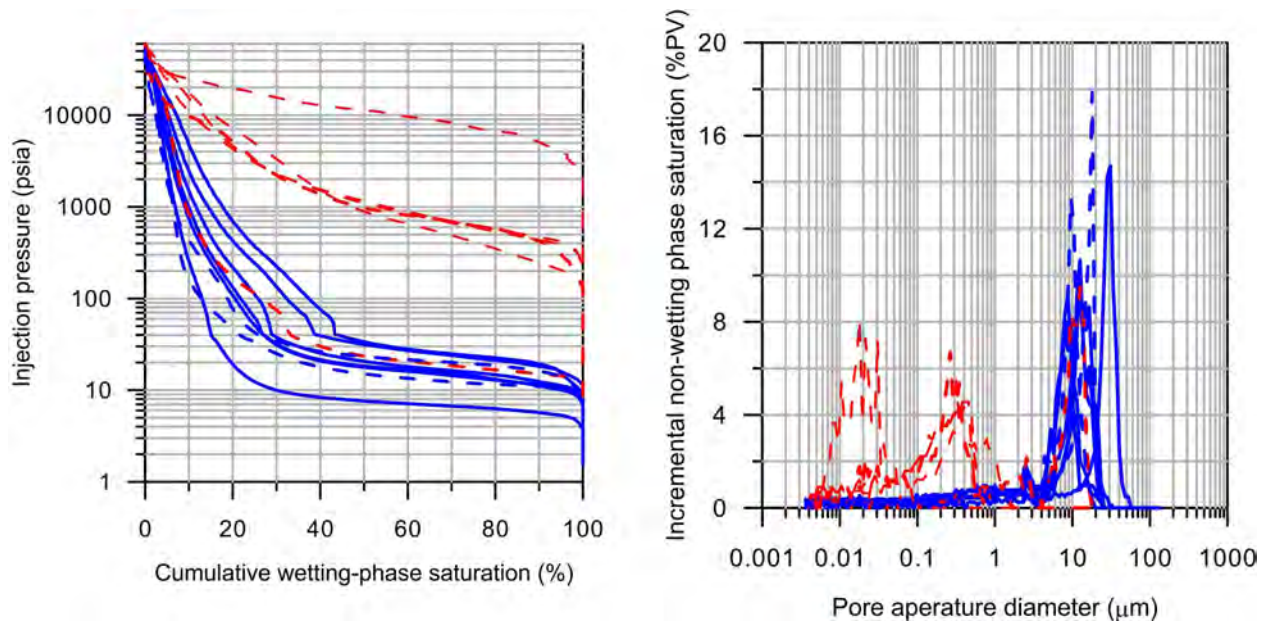 Injection pressure (psia)
10000
1000
100
10
1
0 20 40 60 80 100
Cumulative wetting-phase saturation (%)
Incremental non-wetting phase saturation (%PV)
20
16
12
8
4
0
0.001 0.01 0.1 1 10 100 1000
Pore aperature diameter (μm)